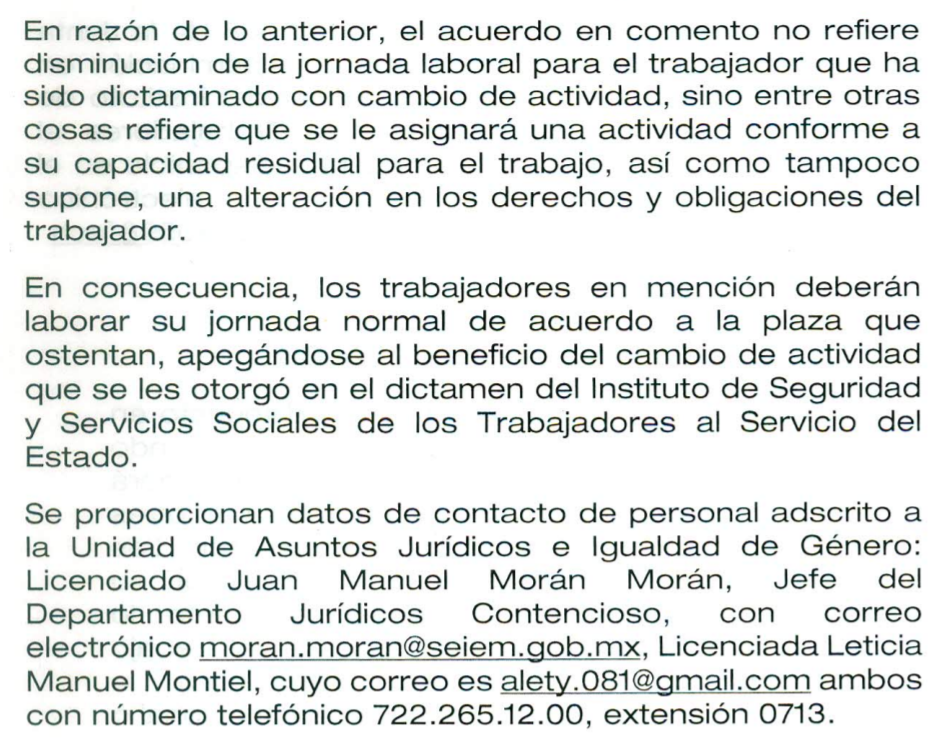 En razón de lo anterior, el acuerdo en comento no refiere
disminución de la jornada laboral para el trabajador que ha
sido dictaminado con cambio de actividad, sino entre otras
cosas refiere que se le asignará una actividad conforme a
su capacidad residual para el trabajo, así como tampoco
supone, una alteración en los derechos y obligaciones del
trabajador.
En consecuencia, los trabajadores en mención deberán
laborar su jornada normal de acuerdo a la plaza que
ostentan, apegándose al beneficio del cambio de actividad
que se les otorgó en el dictamen del Instituto de Seguridad
y Servicios Sociales de los Trabajadores al Servicio del
Estado.
Se proporcionan datos de contacto de personal adscrito a
la Unidad de Asuntos Jurídicos e Igualdad de Género:
Licenciado Juan Manuel Morán Morán, Jefe del
Departamento Jurídicos Contencioso, con correo
electrónico moran.moran@seiem.gob.mx, Licenciada Leticia
Manuel Montiel, cuyo correo es alety.081@gmail.com ambos
con número telefónico 722.265.12.00, extensión 0713.